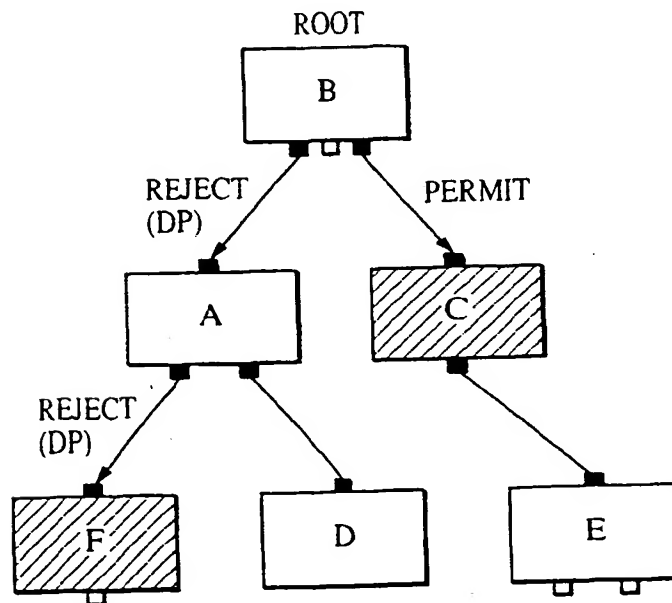 ROOT
B
REJECT
(DP)
PERMIT
A
C
REJECT
(DP)
F
D
E